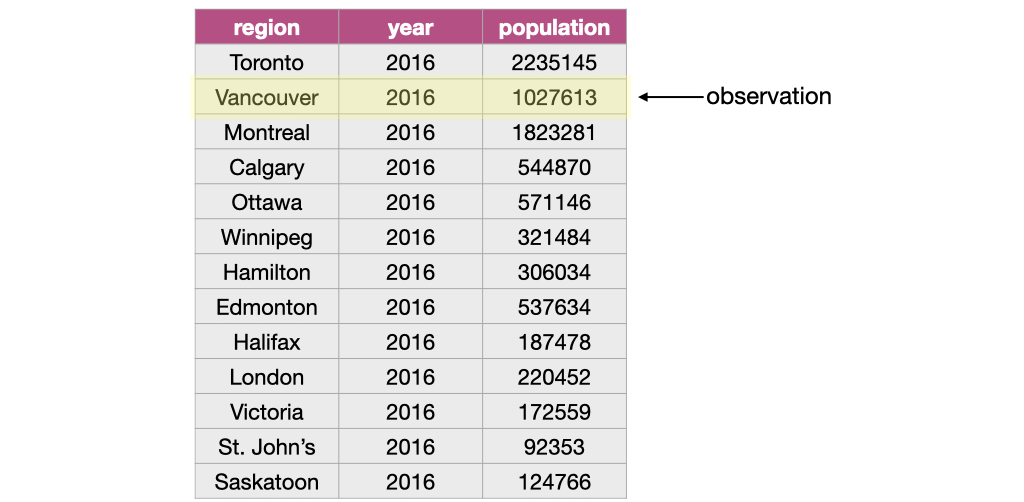 region year population
Toronto 2016 2235145
Vancouver 2016 1027613 observation
Montreal 2016 1823281
Calgary 2016 544870
Ottawa 2016 571146
Winnipeg 2016 321484
Hamilton 2016 306034
Edmonton 2016 537634
Halifax 2016 187478
London 2016 220452
Victoria 2016 172559
St. John’s 2016 92353
Saskatoon 2016 124766